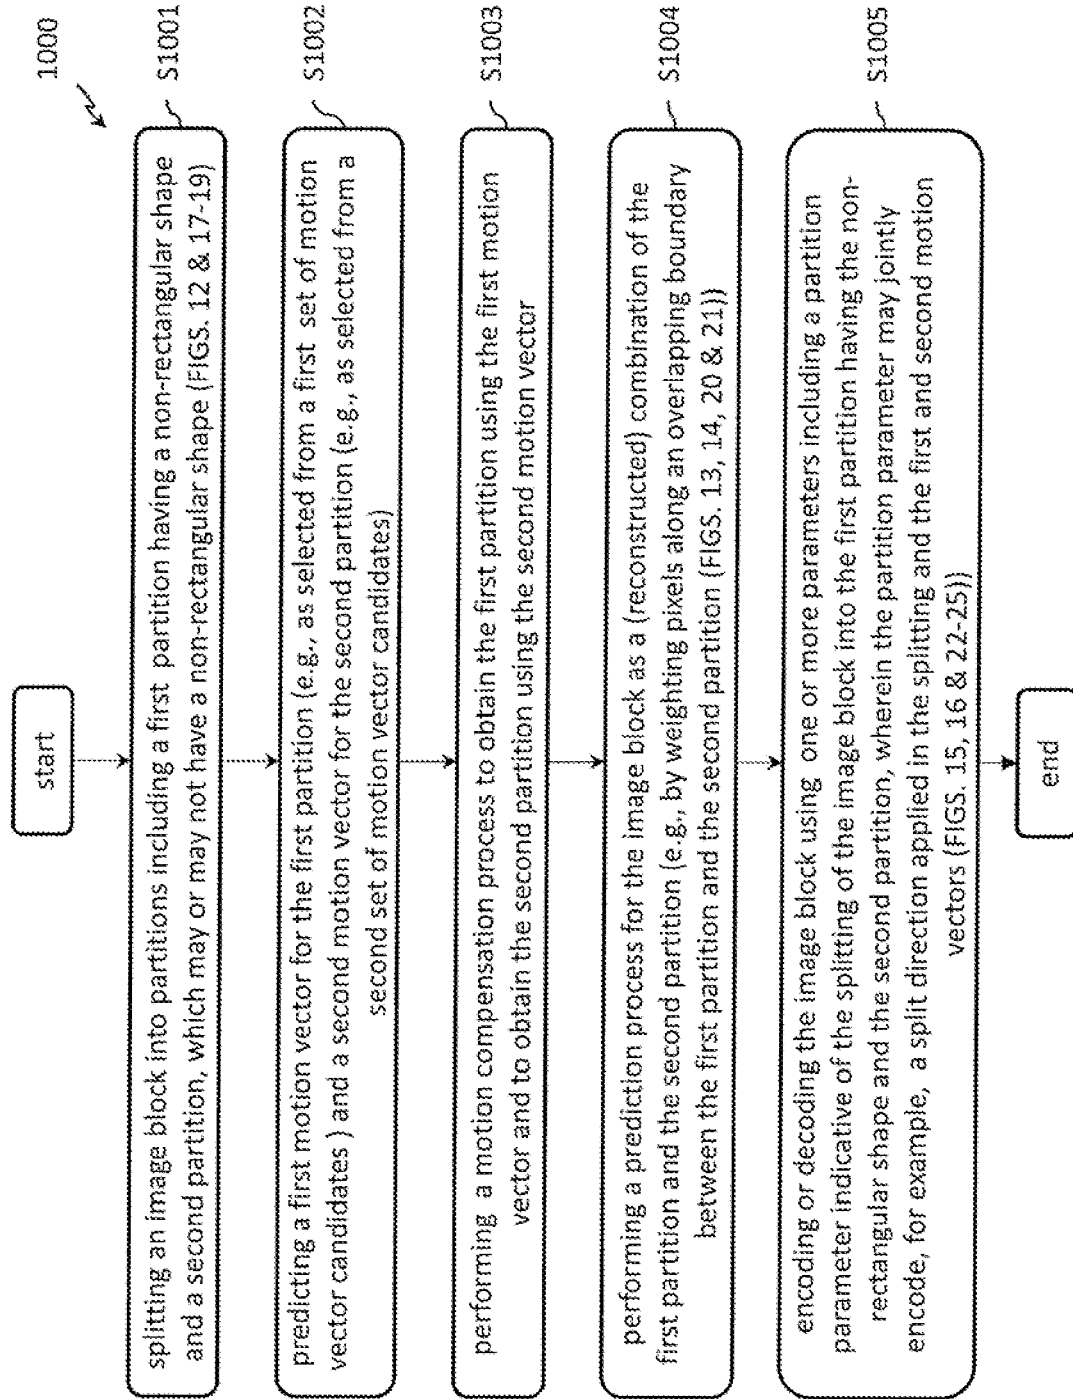 1000
start
S1001
splitting an image block into partitions including a first partition having a non-rectangular shape
and a second partition, which may or may not have a non-rectangular shape (FIGS. 12 & 17-19)
S1002
predicting a first motion vector for the first partition (e.g., as selected from a first set of motion
vector candidates ) and a second motion vector for the second partition (e.g., as selected from a
second set of motion vector candidates)
S1003
performing a motion compensation process to obtain the first partition using the first motion
vector and to obtain the second partition using the second motion vector
S1004
performing a prediction process for the image block as a (reconstructed) combination of the
first partition and the second partition (e.g., by weighting pixels along an overlapping boundary
between the first partition and the second partition (FIGS. 13, 14, 20 & 21))
S1005
encoding or decoding the image block using one or more parameters including a partition
parameter indicative of the splitting of the image block into the first partition having the non-
rectangular shape and the second partition, wherein the partition parameter may jointly
encode, for example, a split direction applied in the splitting and the first and second motion
vectors (FIGS. 15, 16 & 22-25))
end